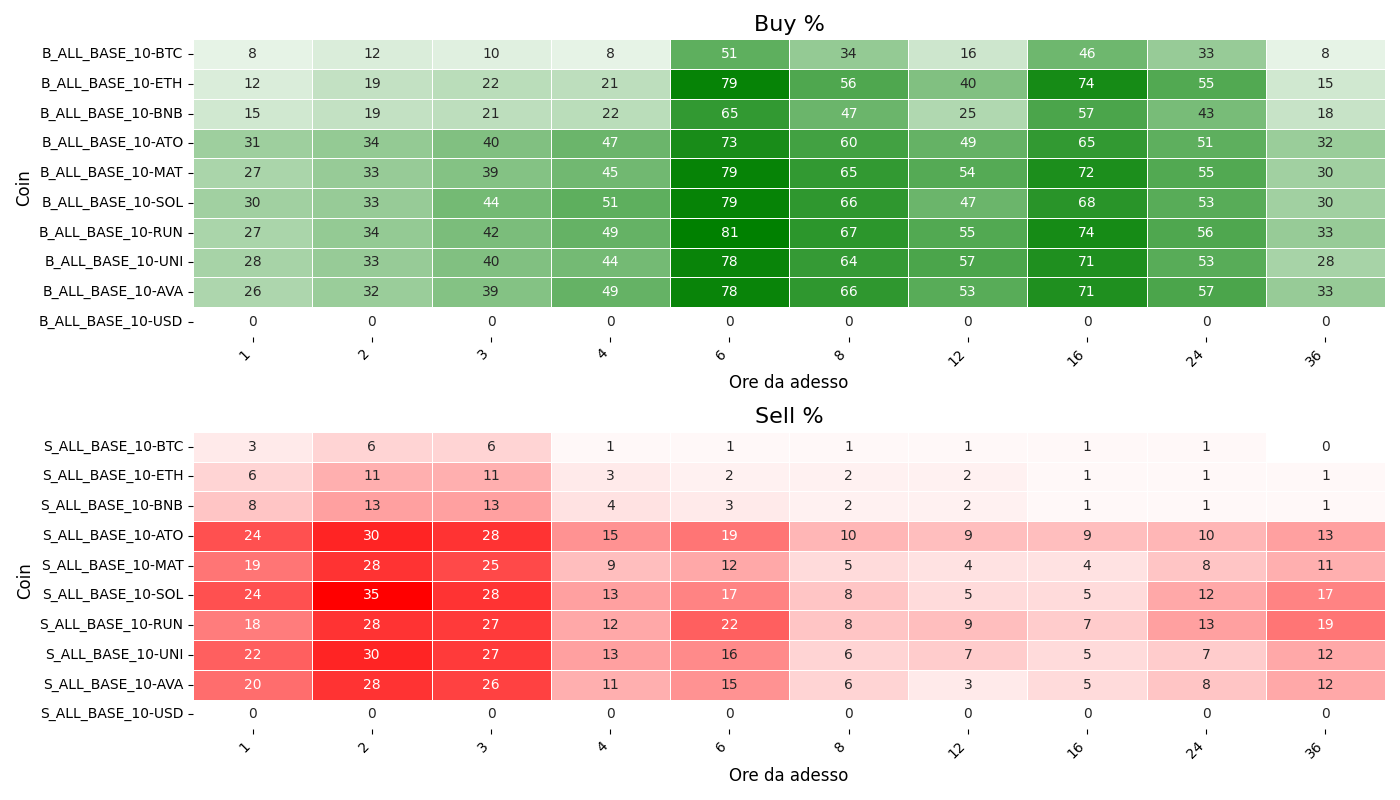 Buy %
Coin
B_ALL_BASE_10-BTC 8 12 10 8 51 34 16 46 33 8
B_ALL_BASE_10-ETH 12 19 22 21 79 56 40 74 55 15
B_ALL_BASE_10-BNB 15 19 21 22 65 47 25 57 43 18
B_ALL_BASE_10-ATO 31 34 40 47 73 60 49 65 51 32
B_ALL_BASE_10-MAT 27 33 39 45 79 65 54 72 55 30
B_ALL_BASE_10-SOL 30 33 44 51 79 66 47 68 53 30
B_ALL_BASE_10-RUN 27 34 42 49 81 67 55 74 56 33
B_ALL_BASE_10-UNI 28 33 40 44 78 64 57 71 53 28
B_ALL_BASE_10-AVA 26 32 39 49 78 66 53 71 57 33
B_ALL_BASE_10-USD 0 0 0 0 0 0 0 0 0 0
1 2 3 4 6 8 12 16 24 36
Ore da adesso
Sell %
Coin
S_ALL_BASE_10-BTC 3 6 6 1 1 1 1 1 1 0
S_ALL_BASE_10-ETH 6 11 11 3 2 2 2 1 1 1
S_ALL_BASE_10-BNB 8 13 13 4 3 2 2 1 1 1
S_ALL_BASE_10-ATO 24 30 28 15 19 10 9 9 10 13
S_ALL_BASE_10-MAT 19 28 25 9 12 5 4 4 8 11
S_ALL_BASE_10-SOL 24 35 28 13 17 8 5 5 12 17
S_ALL_BASE_10-RUN 18 28 27 12 22 8 9 7 13 19
S_ALL_BASE_10-UNI 22 30 27 13 16 6 7 5 7 12
S_ALL_BASE_10-AVA 20 28 26 11 15 6 3 5 8 12
S_ALL_BASE_10-USD 0 0 0 0 0 0 0 0 0 0
1 2 3 4 6 8 12 16 24 36
Ore da adesso